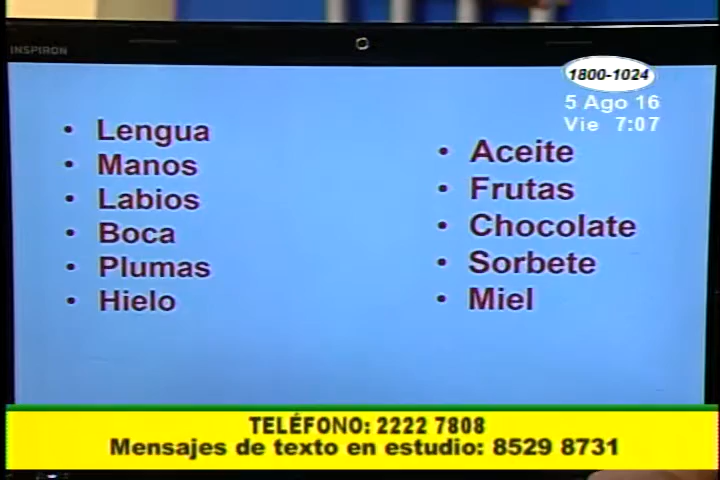 INSPIRON
1800-1024
5 Ago 16
Vie 7:07
• Lengua
• Manos
• Labios
• Boca
• Plumas
• Hielo
• Aceite
• Frutas
• Chocolate
• Sorbete
• Miel
TELÉFONO: 2222 7808
Mensajes de texto en estudio: 8529 8731